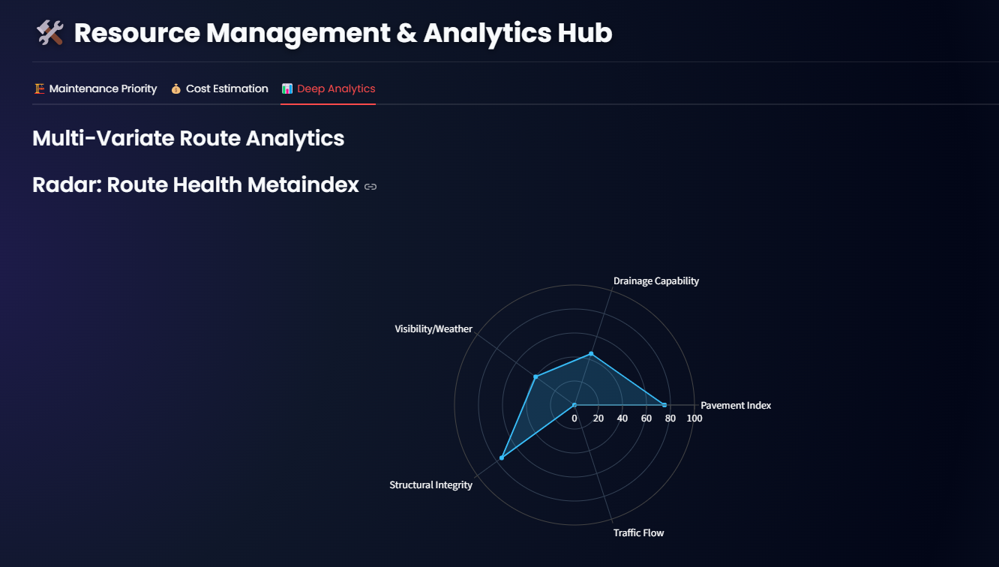 🛠️ Resource Management & Analytics Hub
🏗️ Maintenance Priority 💰 Cost Estimation 📊 Deep Analytics
Multi-Variate Route Analytics
Radar: Route Health Metaindex
Drainage Capability
Visibility/Weather
Pavement Index
0 20 40 60 80 100
Structural Integrity
Traffic Flow